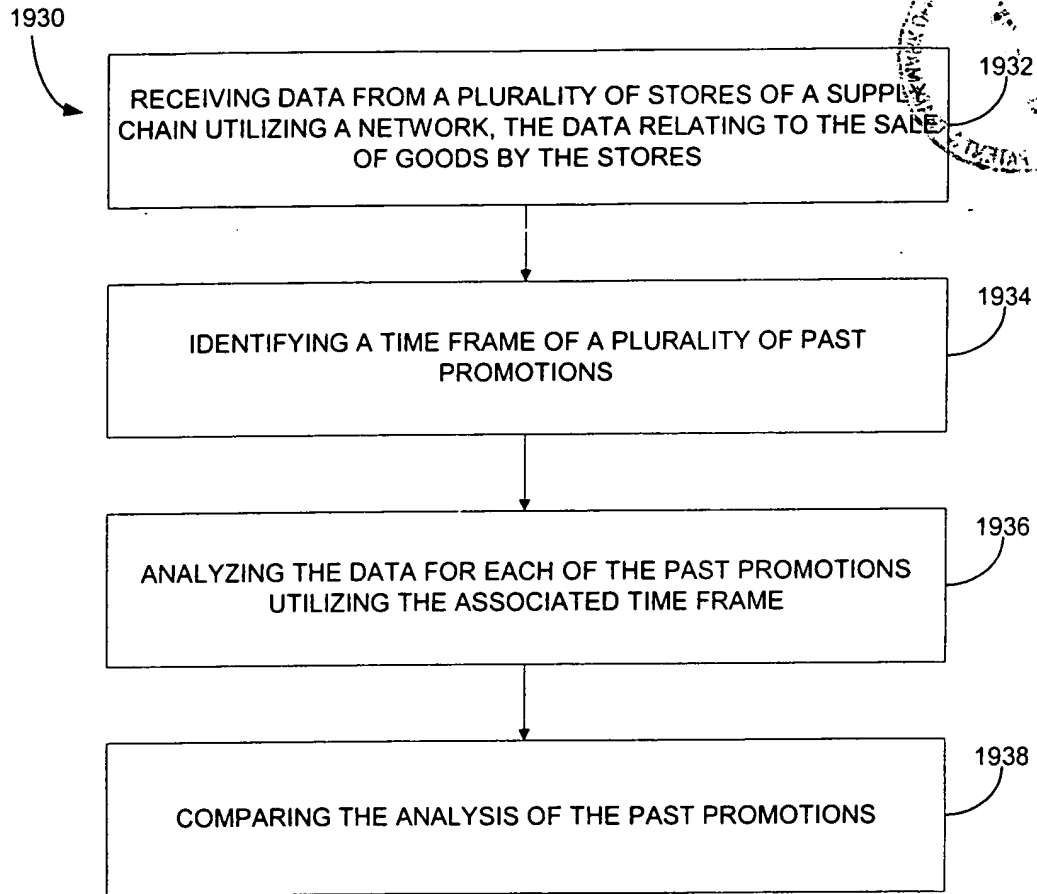 1930
1932
RECEIVING DATA FROM A PLURALITY OF STORES OF A SUPPLY
CHAIN UTILIZING A NETWORK, THE DATA RELATING TO THE SALE
OF GOODS BY THE STORES
1934
IDENTIFYING A TIME FRAME OF A PLURALITY OF PAST
PROMOTIONS
1936
ANALYZING THE DATA FOR EACH OF THE PAST PROMOTIONS
UTILIZING THE ASSOCIATED TIME FRAME
1938
COMPARING THE ANALYSIS OF THE PAST PROMOTIONS